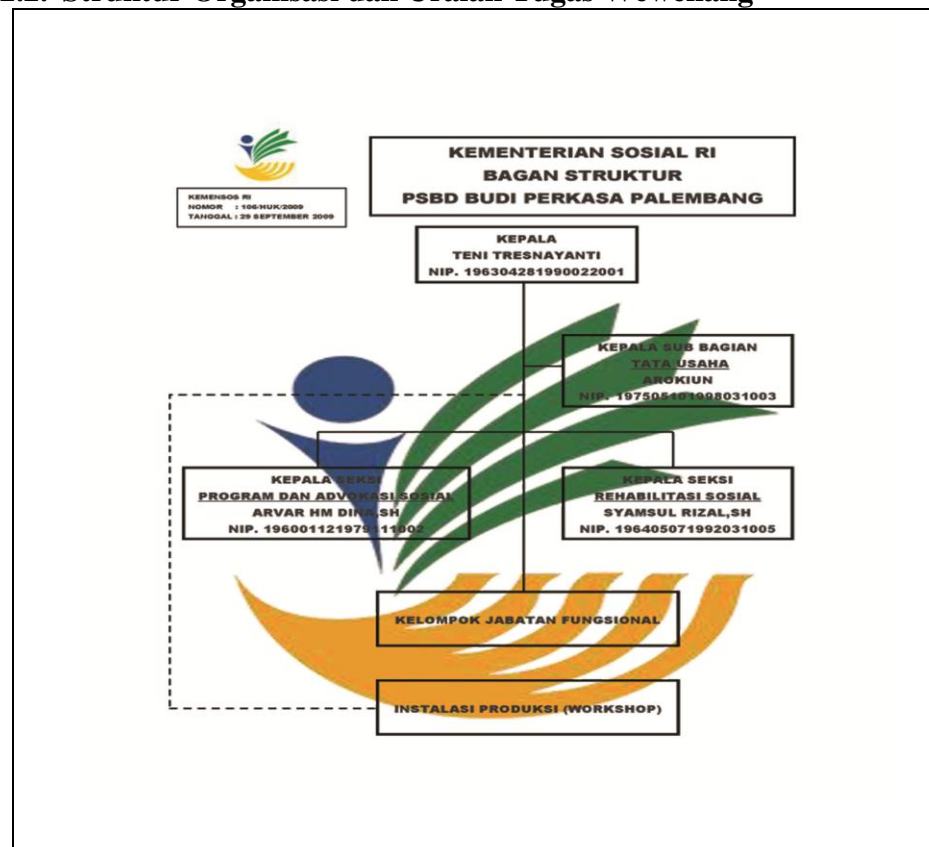 Struktur Organisasi dan Uraian Tugas Wewenang
KEMENSOS RI
NOMOR : 106/HUK/2009
TANGGAL : 29 SEPTEMBER 2009
KEMENTERIAN SOSIAL RI
BAGAN STRUKTUR
PSBD BUDI PERKASA PALEMBANG
KEPALA
TENI TRESNAYANTI
NIP. 196304281990022001
KEPALA SUB BAGIAN
TATA USAHA
AROKIUN
NIP. 197505101998031003
KEPALA SEKSI
PROGRAM DAN ADVOKASI SOSIAL
ARVAR HM DINA,SH
NIP. 196001121979111002
KEPALA SEKSI
REHABILITASI SOSIAL
SYAMSUL RIZAL,SH
NIP. 196405071992031005
KELOMPOK JABATAN FUNGSIONAL
INSTALASI PRODUKSI (WORKSHOP)